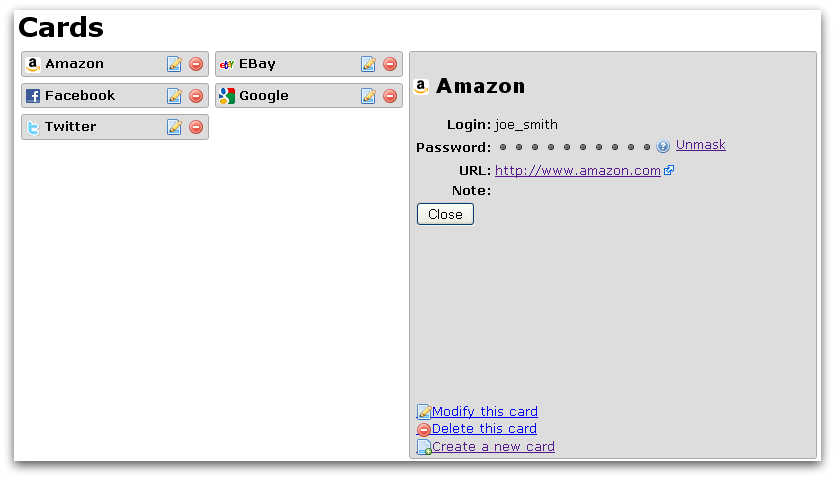 Cards
Amazon
EBay
Facebook
Google
Twitter
Amazon
Login: joe_smith
Password: ● ● ● ● ● ● ● ● ● ● Unmask
URL: http://www.amazon.com
Note:
Close
Modify this card
Delete this card
Create a new card